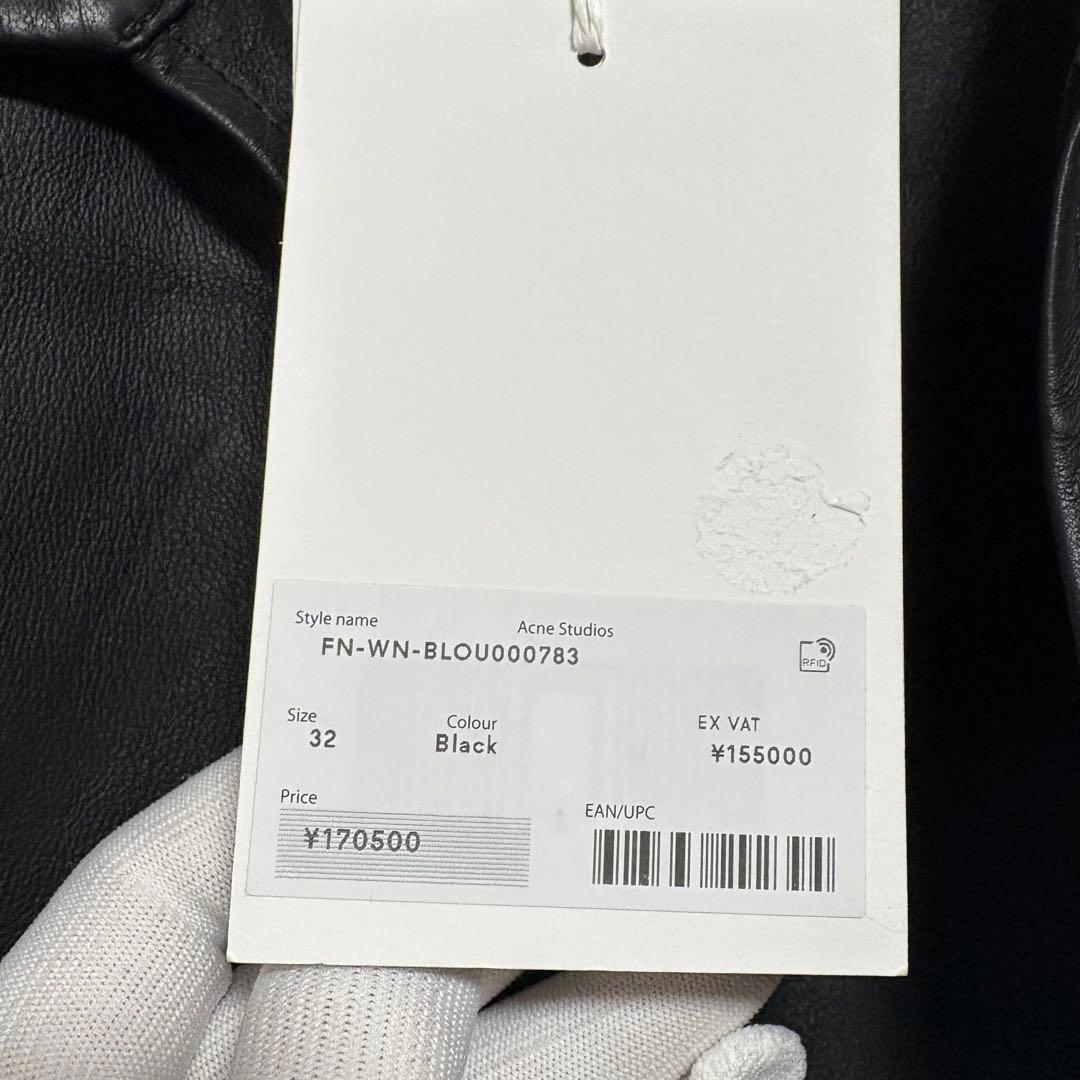 Style name
Acne Studios
FN-WN-BLOU000783
RFID
Size
32
Colour
Black
EX VAT
¥155000
Price
¥170500
EAN/UPC